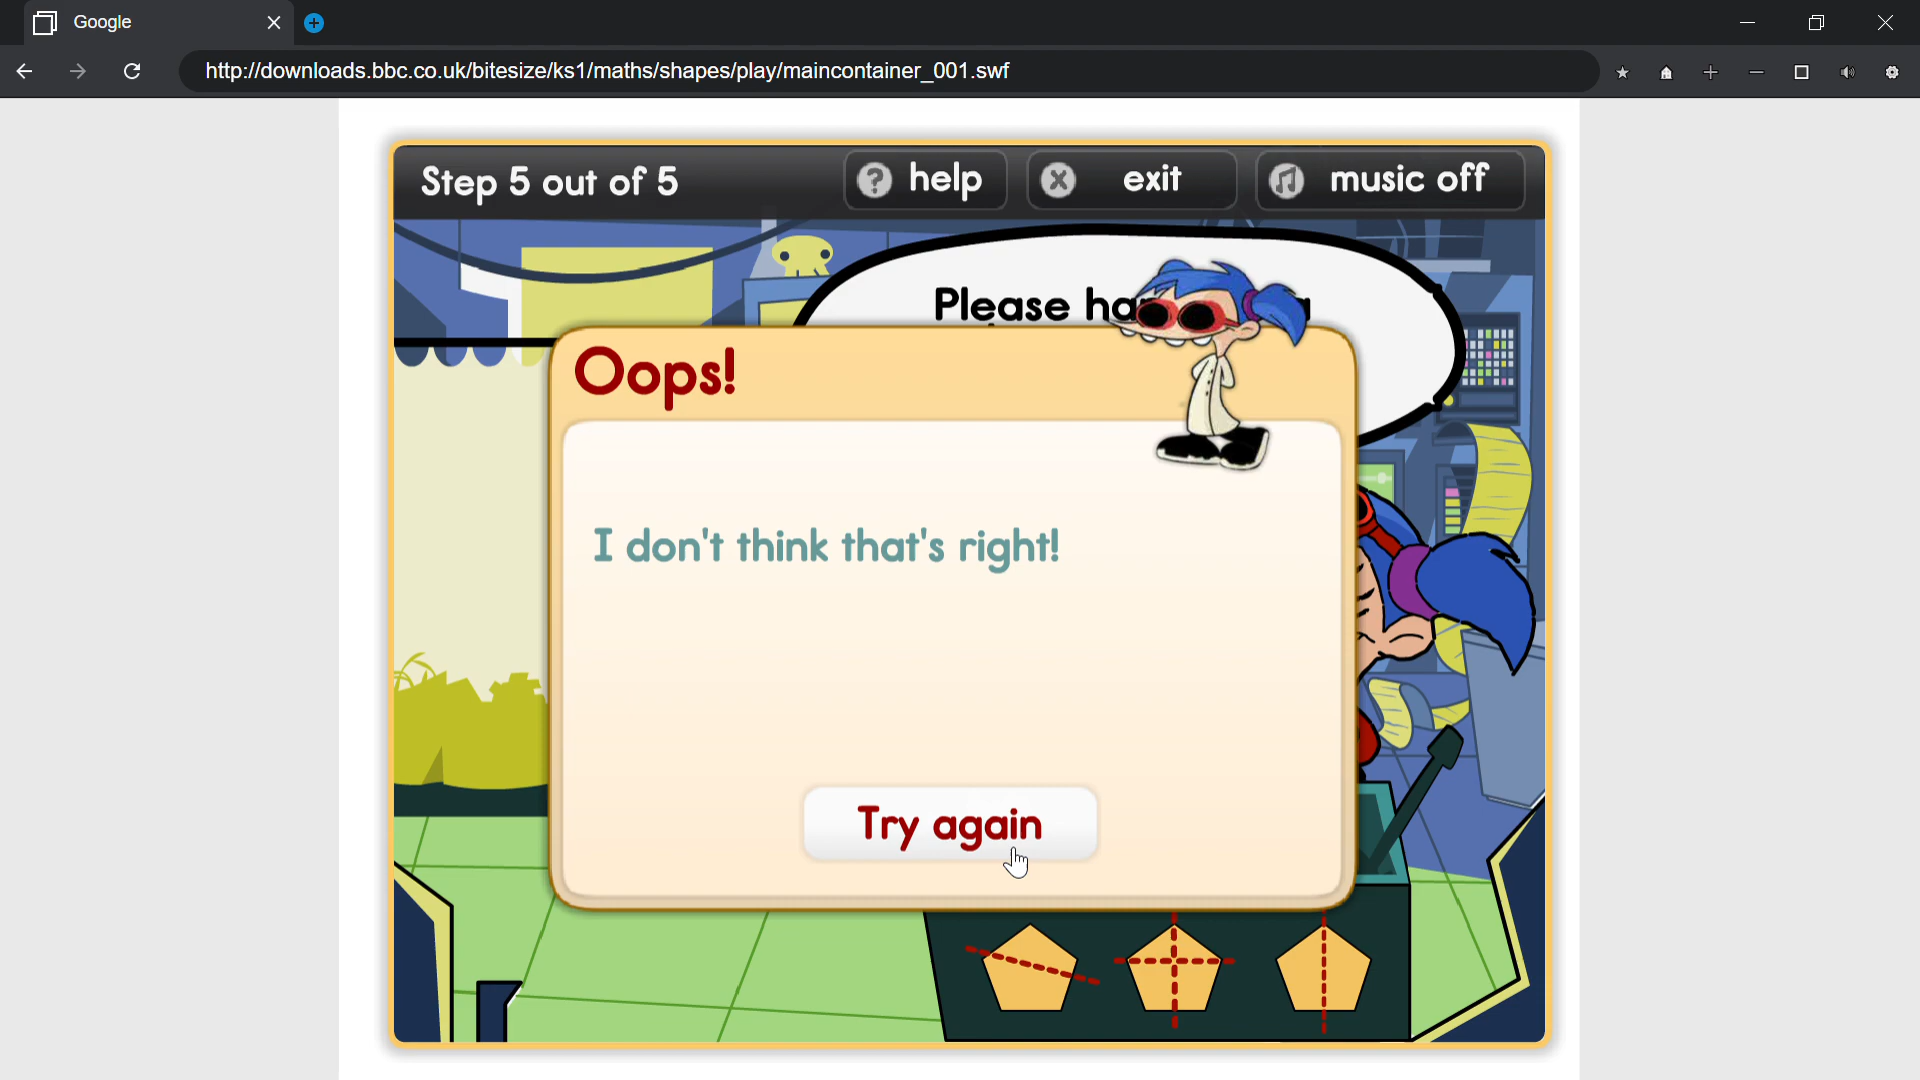 Google
http://downloads.bbc.co.uk/bitesize/ks1/maths/shapes/play/maincontainer_001.swf
Step 5 out of 5
? help
exit
music off
Please
Oops!
I don't think that's right!
Try again